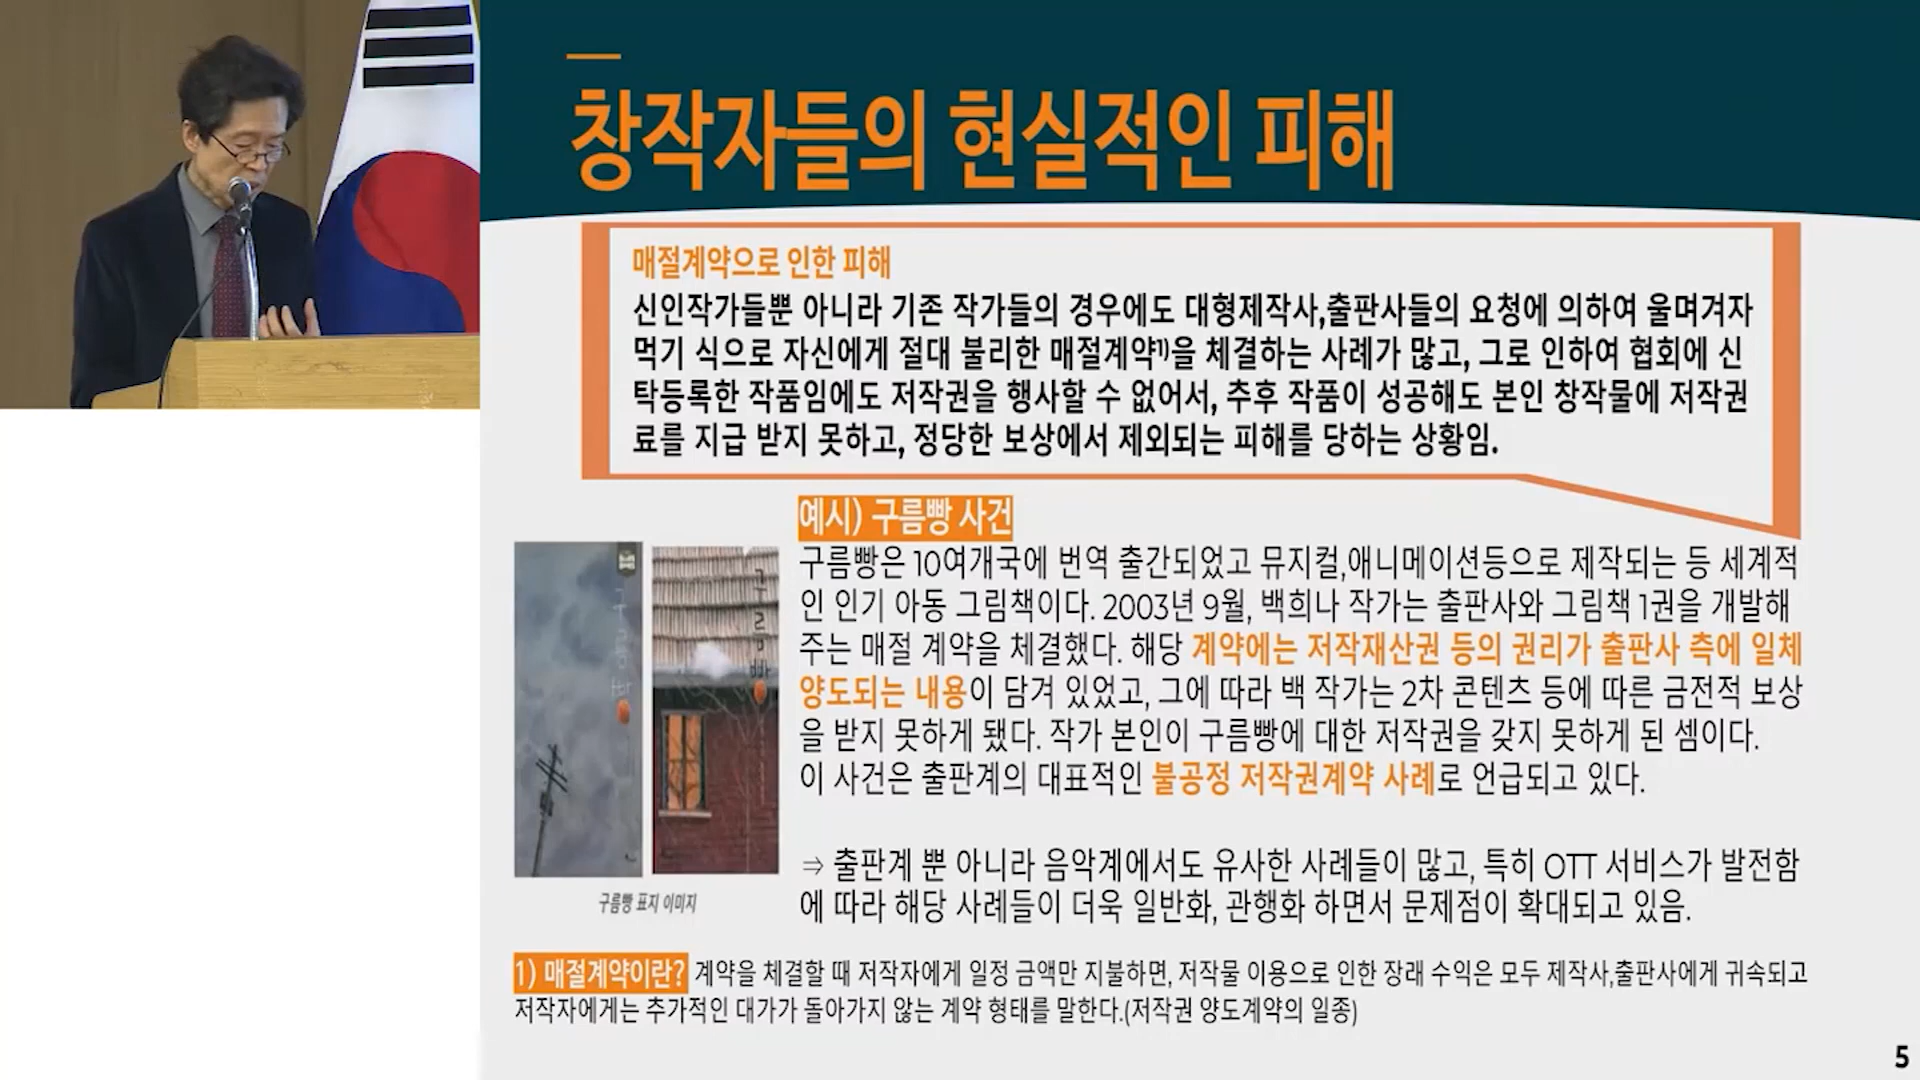 창작자들의 현실적인 피해
매절계약으로 인한 피해
신인작가들뿐 아니라 기존 작가들의 경우에도 대형제작사,출판사들의 요청에 의하여 울며겨자
먹기 식으로 자신에게 절대 불리한 매절계약1)을 체결하는 사례가 많고, 그로 인하여 협회에 신
탁등록한 작품임에도 저작권을 행사할 수 없어서, 추후 작품이 성공해도 본인 창작물에 저작권
료를 지급 받지 못하고, 정당한 보상에서 제외되는 피해를 당하는 상황임.
예시) 구름빵 사건
구름빵은 10여개국에 번역 출간되었고 뮤지컬,애니메이션등으로 제작되는 등 세계적
인 인기 아동 그림책이다. 2003년 9월, 백희나 작가는 출판사와 그림책 1권을 개발해
주는 매절 계약을 체결했다. 해당 계약에는 저작재산권 등의 권리가 출판사 측에 일체
양도되는 내용이 담겨 있었고, 그에 따라 백 작가는 2차 콘텐츠 등에 따른 금전적 보상
을 받지 못하게 됐다. 작가 본인이 구름빵에 대한 저작권을 갖지 못하게 된 셈이다.
이 사건은 출판계의 대표적인 불공정 저작권계약 사례로 언급되고 있다.
⇒ 출판계 뿐 아니라 음악계에서도 유사한 사례들이 많고, 특히 OTT 서비스가 발전함
에 따라 해당 사례들이 더욱 일반화, 관행화 하면서 문제점이 확대되고 있음.
구름빵
구름빵
구름빵 표지 이미지
1) 매절계약이란? 계약을 체결할 때 저작자에게 일정 금액만 지불하면, 저작물 이용으로 인한 장래 수익은 모두 제작사,출판사에게 귀속되고
저작자에게는 추가적인 대가가 돌아가지 않는 계약 형태를 말한다.(저작권 양도계약의 일종)
5